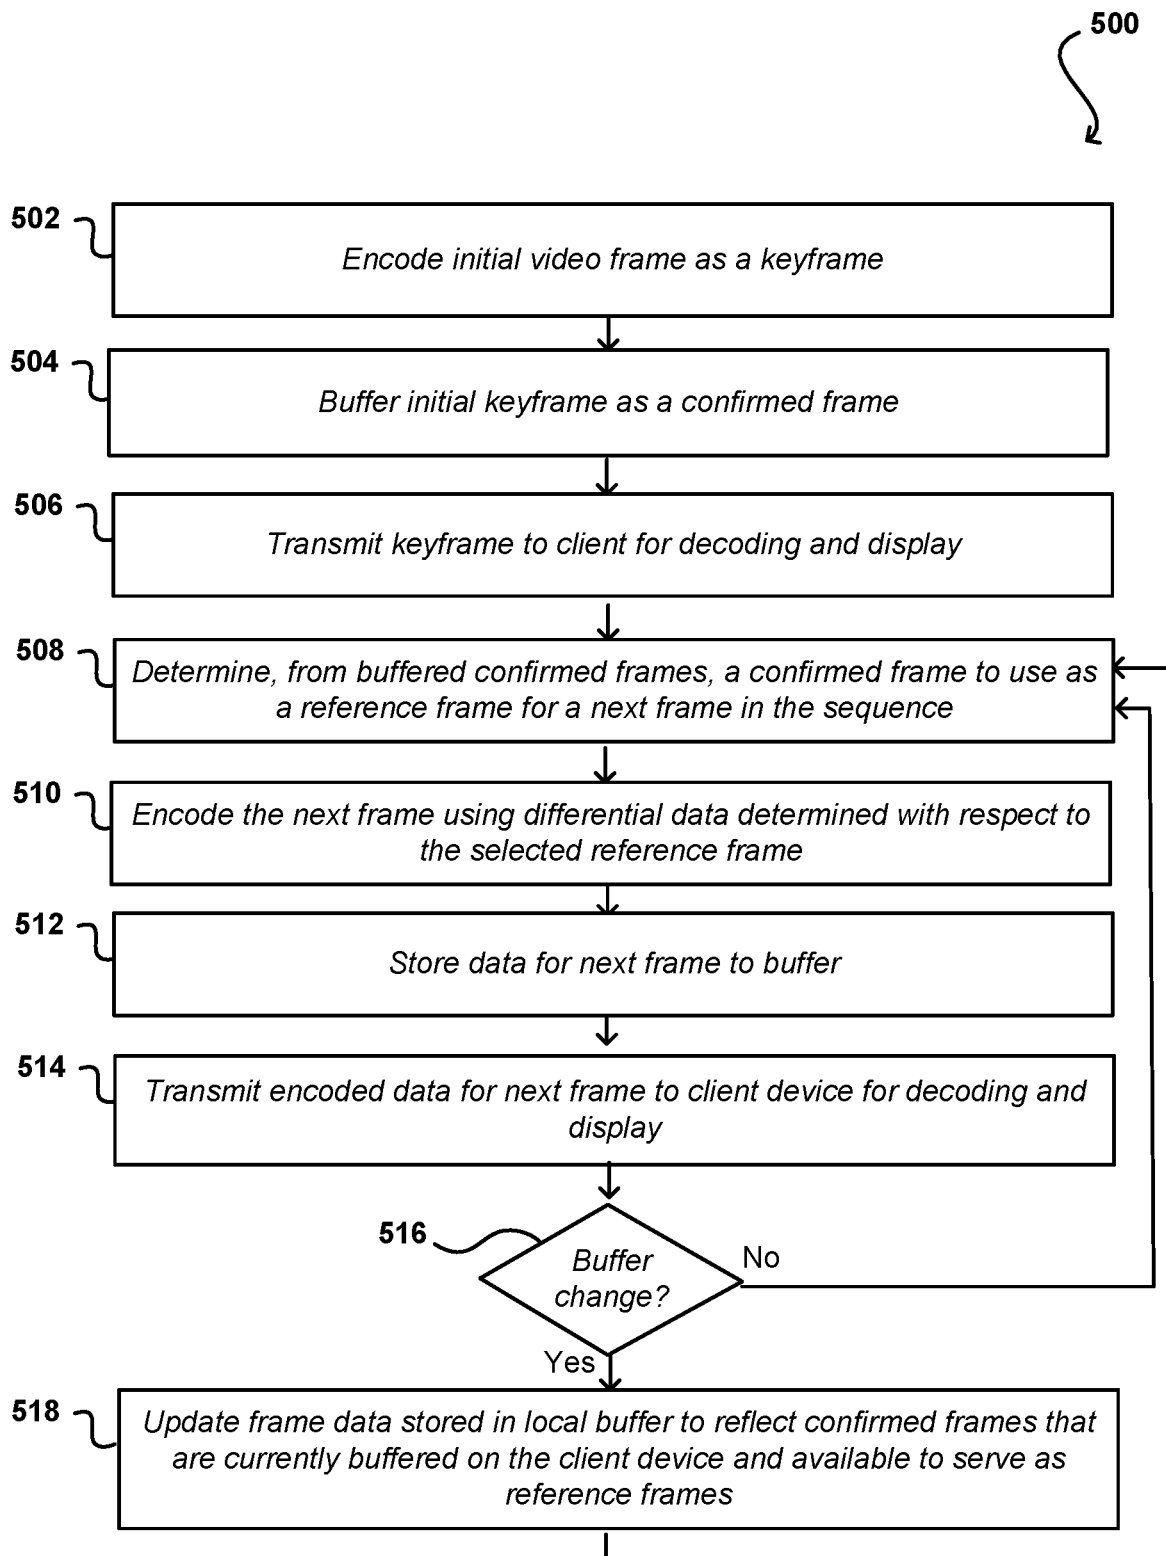 500
502
Encode initial video frame as a keyframe
504
Buffer initial keyframe as a confirmed frame
506
Transmit keyframe to client for decoding and display
508
Determine, from buffered confirmed frames, a confirmed frame to use as
a reference frame for a next frame in the sequence
510
Encode the next frame using differential data determined with respect to
the selected reference frame
512
Store data for next frame to buffer
514
Transmit encoded data for next frame to client device for decoding and
display
516
Buffer
change?
No
Yes
518
Update frame data stored in local buffer to reflect confirmed frames that
are currently buffered on the client device and available to serve as
reference frames